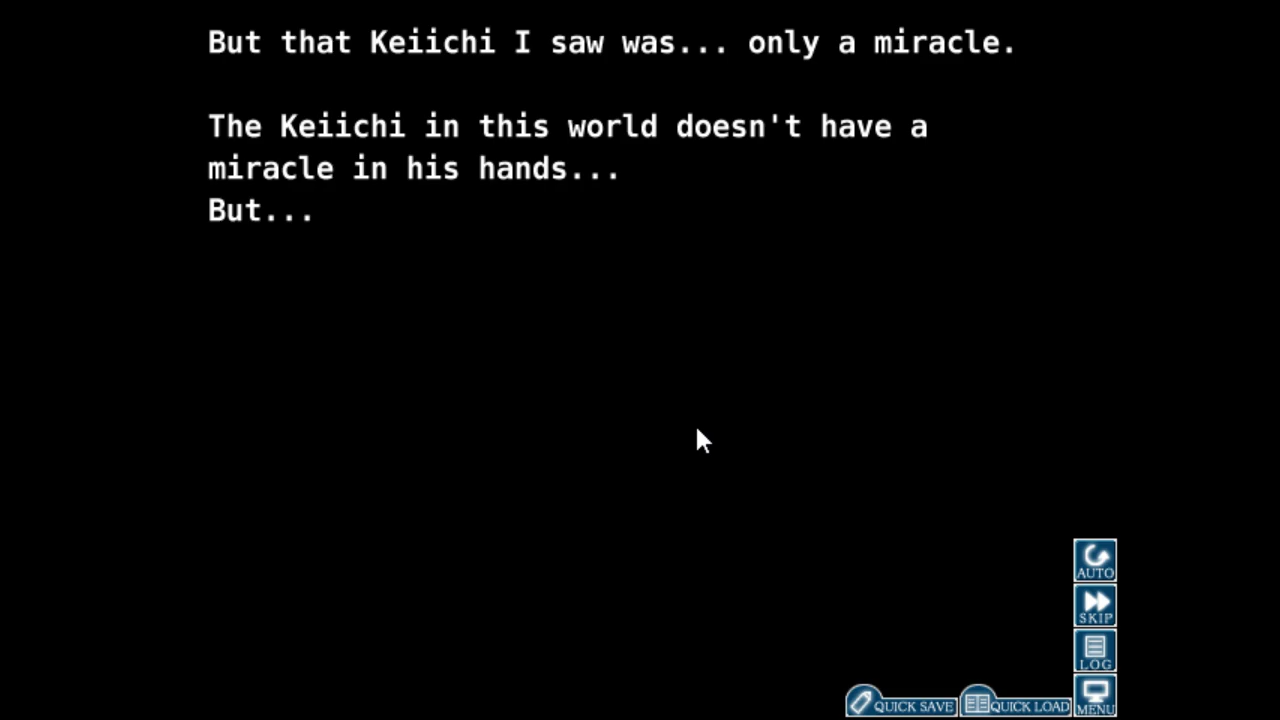 But that Keiichi I saw was... only a miracle.
The Keiichi in this world doesn't have a
miracle in his hands...
But...
AUTO
SKIP
LOG
QUICK SAVE
QUICK LOAD
MENU